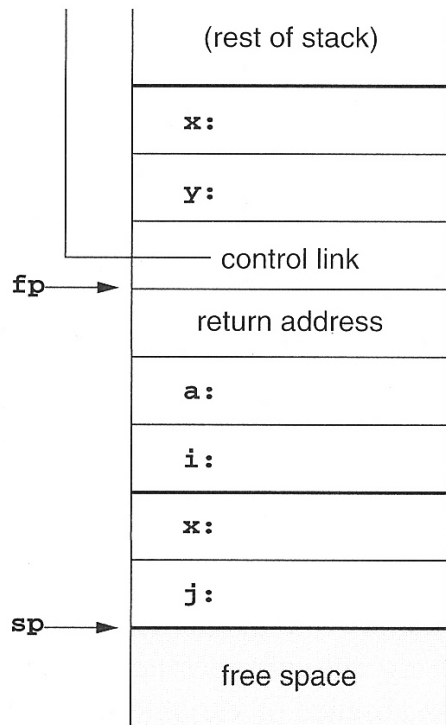 (rest of stack)
x:
y:
control link
fp
return address
a:
i:
x:
j:
sp
free space